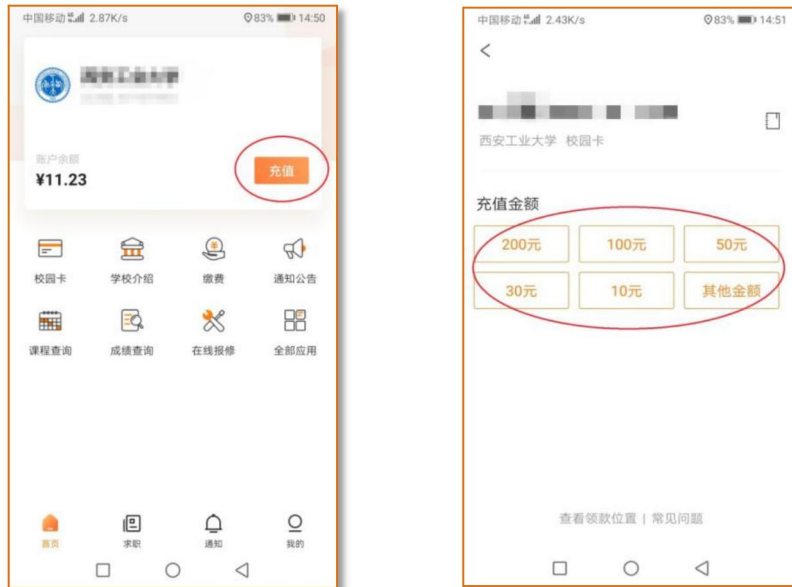 中国移动 2.87K/s 83% 14:50
账户余额
¥11.23
充值
校园卡 学校介绍 缴费 通知公告
课程查询 成绩查询 在线报修 全部应用
首页 求职 通知 我的
中国移动 2.43K/s 83% 14:51
西安工业大学 校园卡
充值金额
200元 100元 50元
30元 10元 其他金额
查看领款位置 | 常见问题